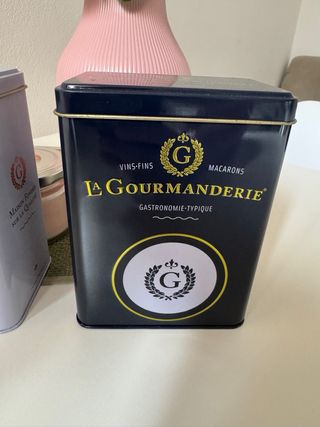 G
VINS-FINS MACARONS
LA GOURMANDERIE®
GASTRONOMIE-TYPIQUE
G